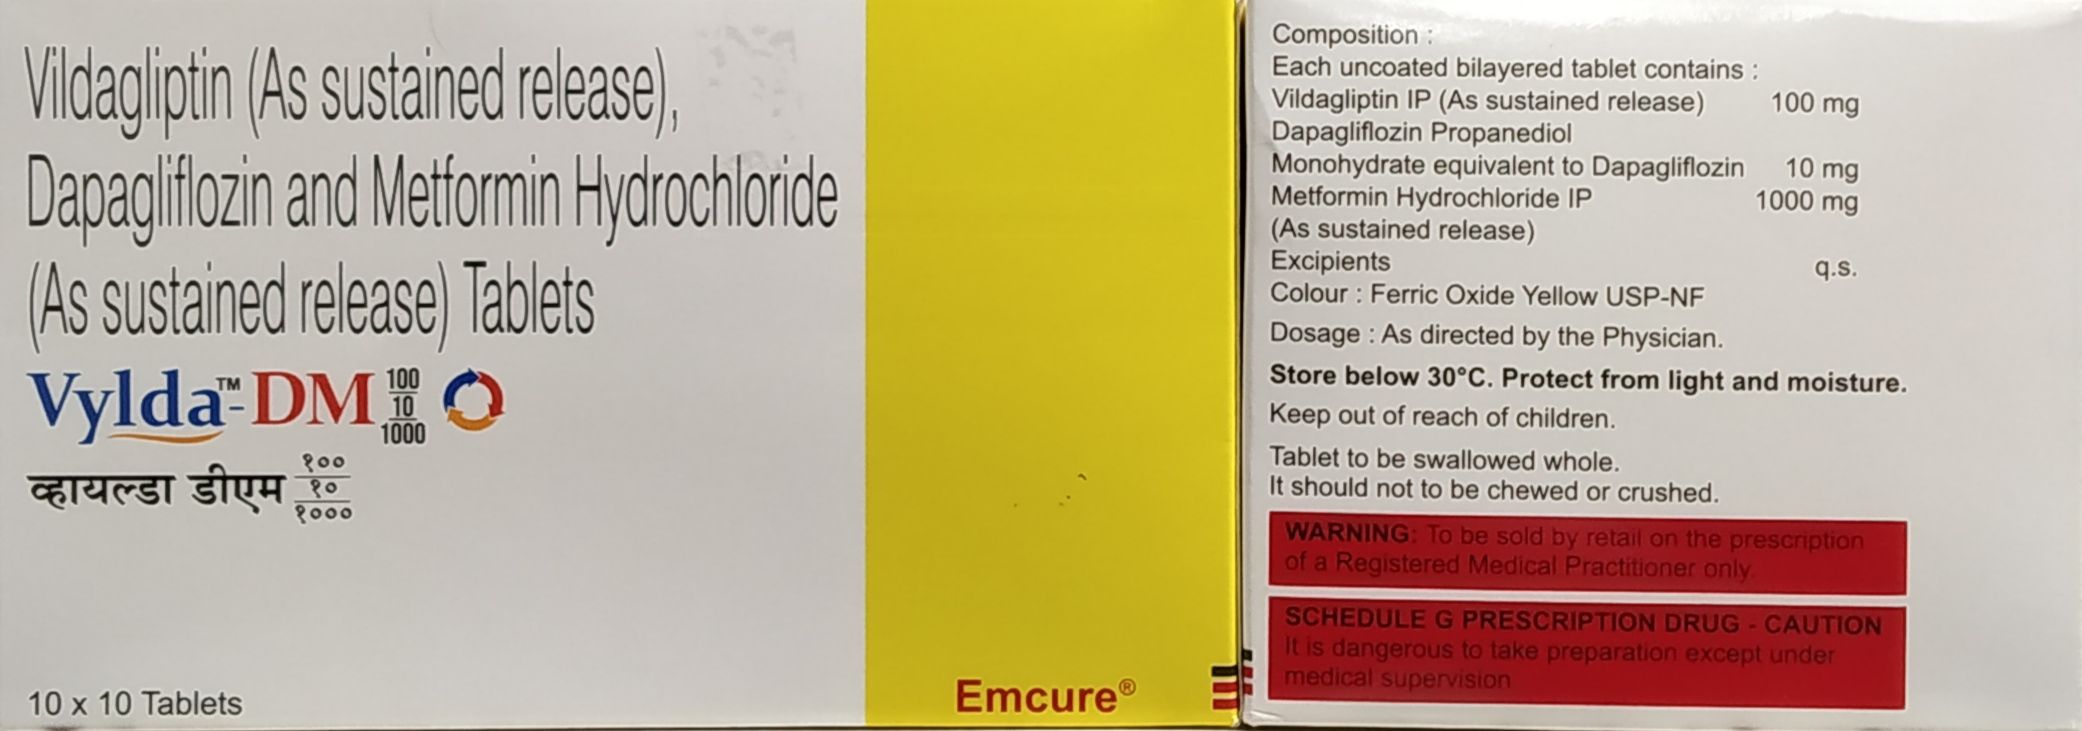 Vildagliptin (As sustained release),
Dapagliflozin and Metformin Hydrochloride
(As sustained release) Tablets
Vylda™-DM 100/10/1000
व्हायल्डा डीएम १००/१०/१०००
10 x 10 Tablets
Emcure®
Composition :
Each uncoated bilayered tablet contains :
Vildagliptin IP (As sustained release) 100 mg
Dapagliflozin Propanediol
Monohydrate equivalent to Dapagliflozin 10 mg
Metformin Hydrochloride IP 1000 mg
(As sustained release)
Excipients q.s.
Colour : Ferric Oxide Yellow USP-NF
Dosage : As directed by the Physician.
Store below 30°C. Protect from light and moisture.
Keep out of reach of children.
Tablet to be swallowed whole.
It should not to be chewed or crushed.
WARNING: To be sold by retail on the prescription
of a Registered Medical Practitioner only.
SCHEDULE G PRESCRIPTION DRUG - CAUTION
It is dangerous to take preparation except under
medical supervision